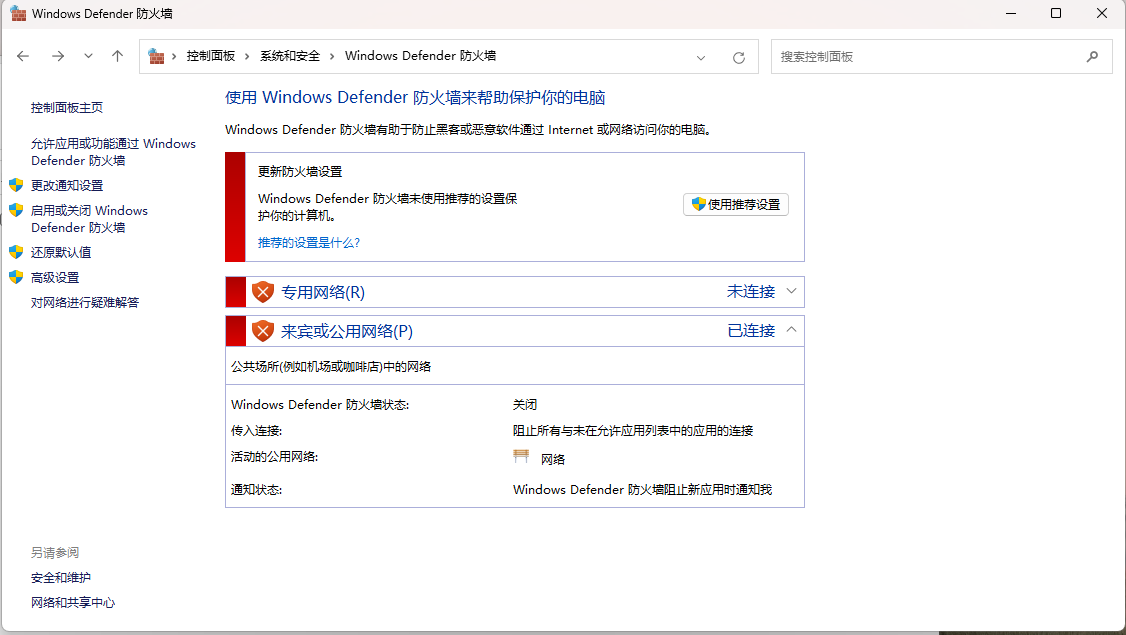 Windows Defender 防火墙
控制面板 › 系统和安全 › Windows Defender 防火墙
搜索控制面板
控制面板主页
允许应用或功能通过 Windows
Defender 防火墙
更改通知设置
启用或关闭 Windows
Defender 防火墙
还原默认值
高级设置
对网络进行疑难解答
使用 Windows Defender 防火墙来帮助保护你的电脑
Windows Defender 防火墙有助于防止黑客或恶意软件通过 Internet 或网络访问你的电脑。
更新防火墙设置
Windows Defender 防火墙未使用推荐的设置保
护你的计算机。
使用推荐设置
推荐的设置是什么?
专用网络(R) 未连接
来宾或公用网络(P) 已连接
公共场所(例如机场或咖啡店)中的网络
Windows Defender 防火墙状态: 关闭
传入连接: 阻止所有与未在允许应用列表中的应用的连接
活动的公用网络: 网络
通知状态: Windows Defender 防火墙阻止新应用时通知我
另请参阅
安全和维护
网络和共享中心